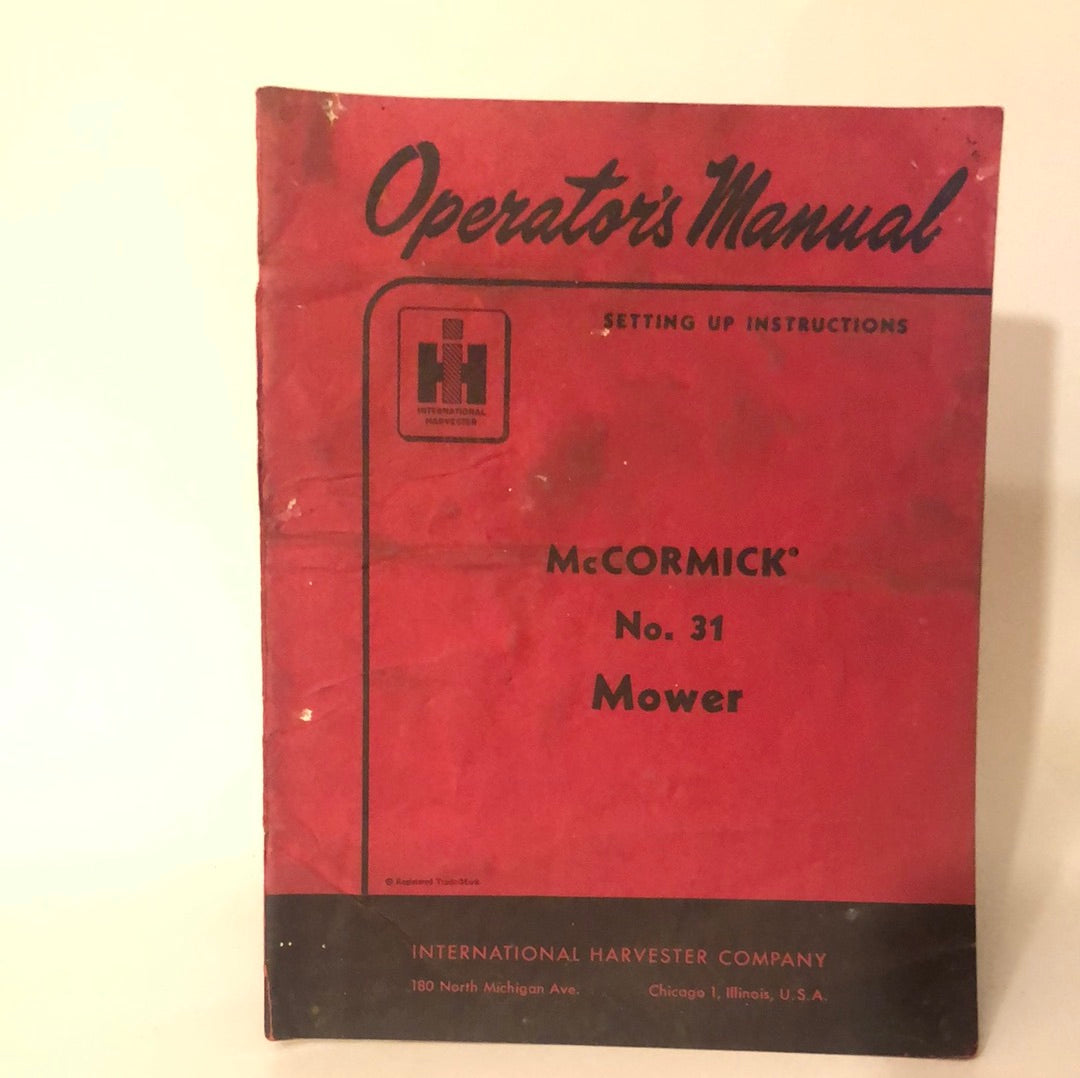 Operator's Manual
SETTING UP INSTRUCTIONS
IH
INTERNATIONAL
HARVESTER
McCORMICK®
No. 31
Mower
® Registered Trade Mark
INTERNATIONAL HARVESTER COMPANY
180 North Michigan Ave. Chicago 1, Illinois, U.S.A.